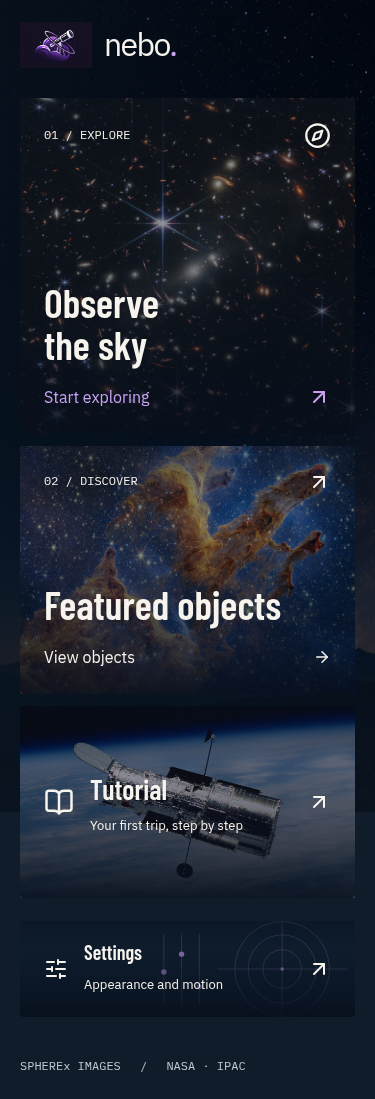 nebo.
01 / EXPLORE
Observe
the sky
Start exploring
02 / DISCOVER
Featured objects
View objects
Tutorial
Your first trip, step by step
Settings
Appearance and motion
SPHEREx IMAGES / NASA · IPAC